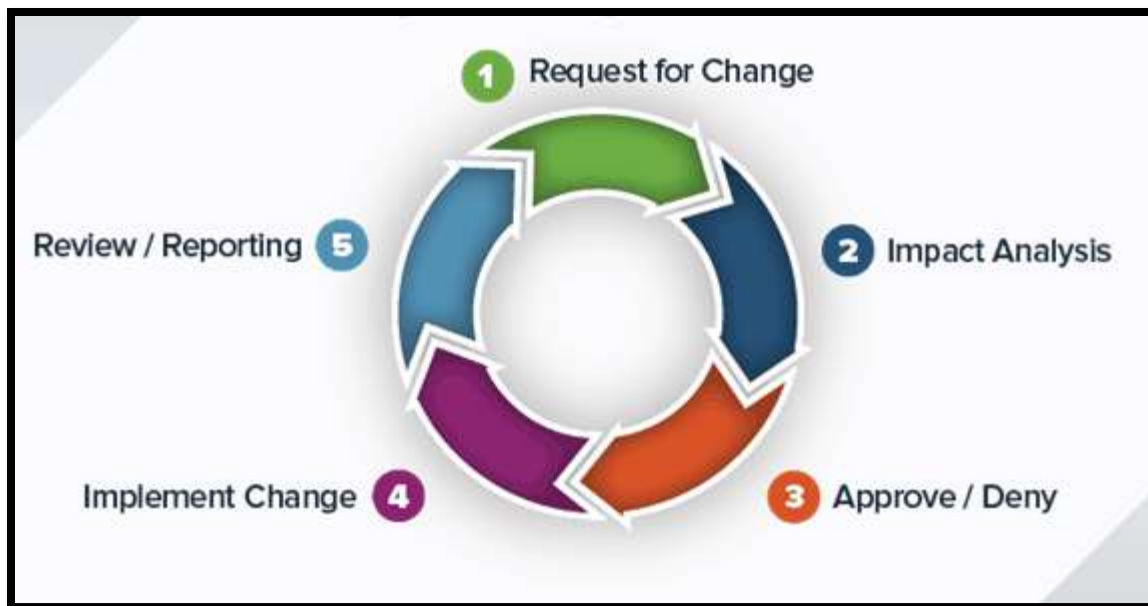 1 Request for Change
2 Impact Analysis
3 Approve / Deny
4 Implement Change
5 Review / Reporting